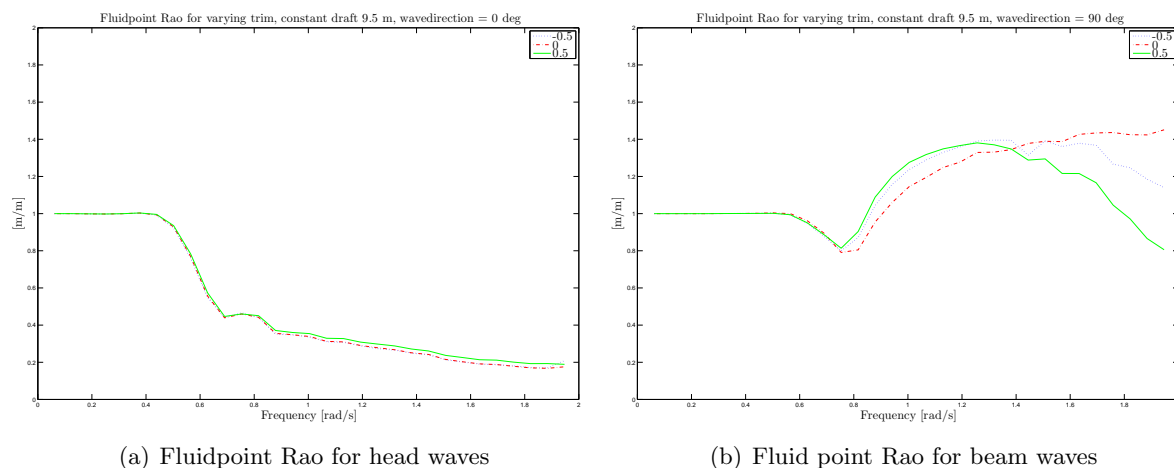 Fluidpoint Rao for varying trim, constant draft 9.5 m, wavedirection = 0 deg
2
1.8
1.6
1.4
1.2
1
0.8
0.6
0.4
0.2
0
[m/m]
-0.5
0
0.5
0 0.2 0.4 0.6 0.8 1.0 1.2 1.4 1.6 1.8 2
Frequency [rad/s]
(a) Fluidpoint Rao for head waves
Fluidpoint Rao for varying trim, constant draft 9.5 m, wavedirection = 90 deg
2
1.8
1.6
1.4
1.2
1
0.8
0.6
0.4
0.2
0
[m/m]
-0.5
0
0.5
0 0.2 0.4 0.6 0.8 1.0 1.2 1.4 1.6 1.8
Frequency [rad/s]
(b) Fluid point Rao for beam waves